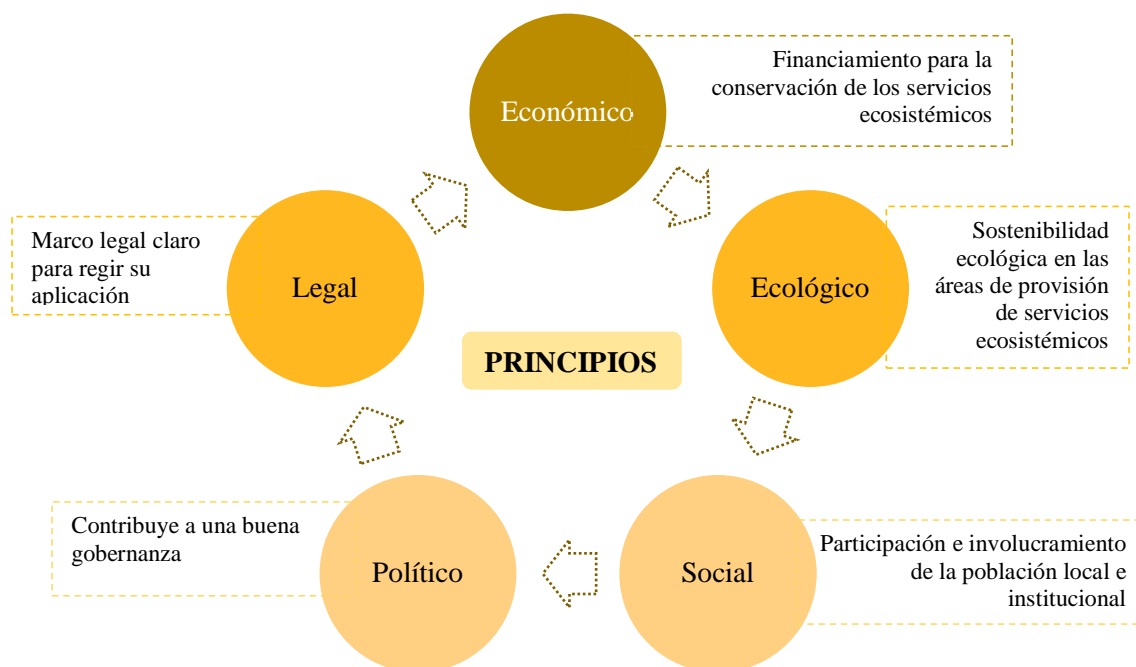 Económico
Financiamiento para la
conservación de los servicios
ecosistémicos
Ecológico
Sostenibilidad
ecológica en las
áreas de provisión
de servicios
ecosistémicos
Social
Participación e involucramiento
de la población local e
institucional
Político
Contribuye a una buena
gobernanza
Legal
Marco legal claro
para regir su
aplicación
PRINCIPIOS